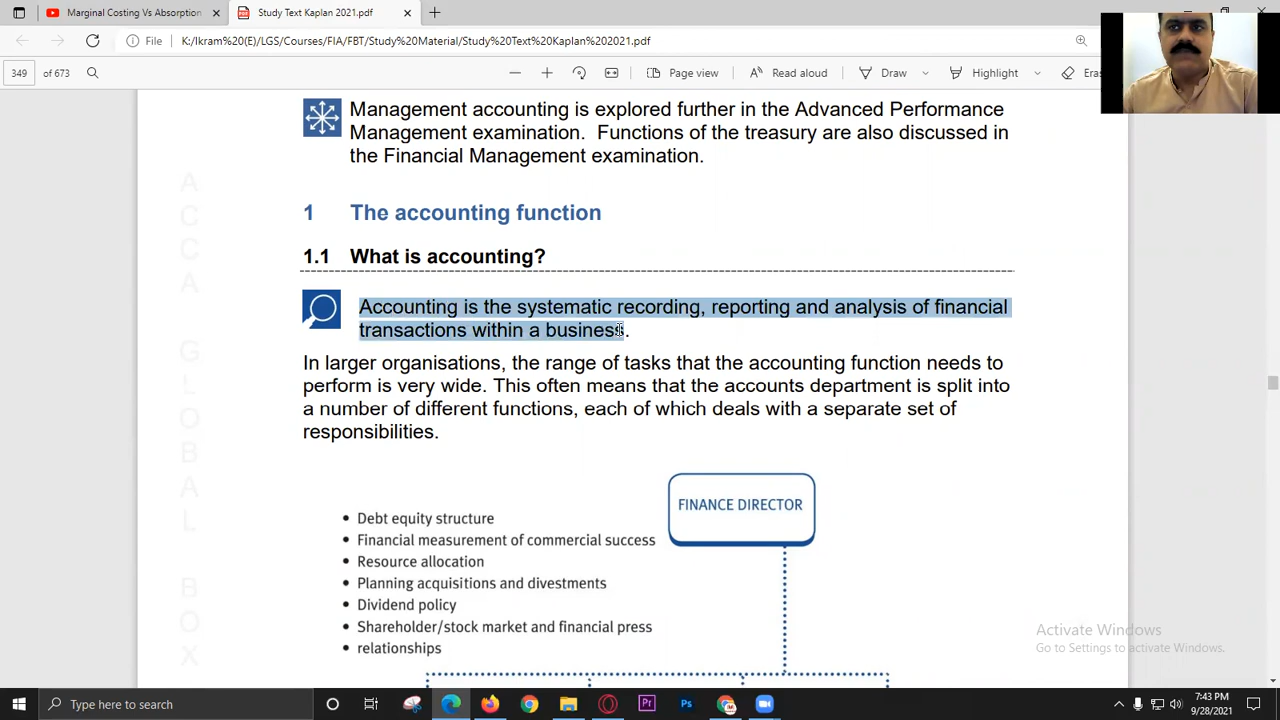 Marginal Costing Vs Absorption
Study Text Kaplan 2021.pdf
File
K:/Ikram%20(E)/LGS/Courses/FIA/FBT/Study%20Material/Study%20Text%20Kaplan%202021.pdf
349 of 673
Page view
Read aloud
Draw
Highlight
Management accounting is explored further in the Advanced Performance
Management examination. Functions of the treasury are also discussed in
the Financial Management examination.
1 The accounting function
1.1 What is accounting?
Accounting is the systematic recording, reporting and analysis of financial
transactions within a business.
In larger organisations, the range of tasks that the accounting function needs to
perform is very wide. This often means that the accounts department is split into
a number of different functions, each of which deals with a separate set of
responsibilities.
FINANCE DIRECTOR
• Debt equity structure
• Financial measurement of commercial success
• Resource allocation
• Planning acquisitions and divestments
• Dividend policy
• Shareholder/stock market and financial press
• relationships
ACCA GLOBAL BOX
Activate Windows
Go to Settings to activate Windows.
Type here to search
Pr
Ps
7:43 PM
9/28/2021